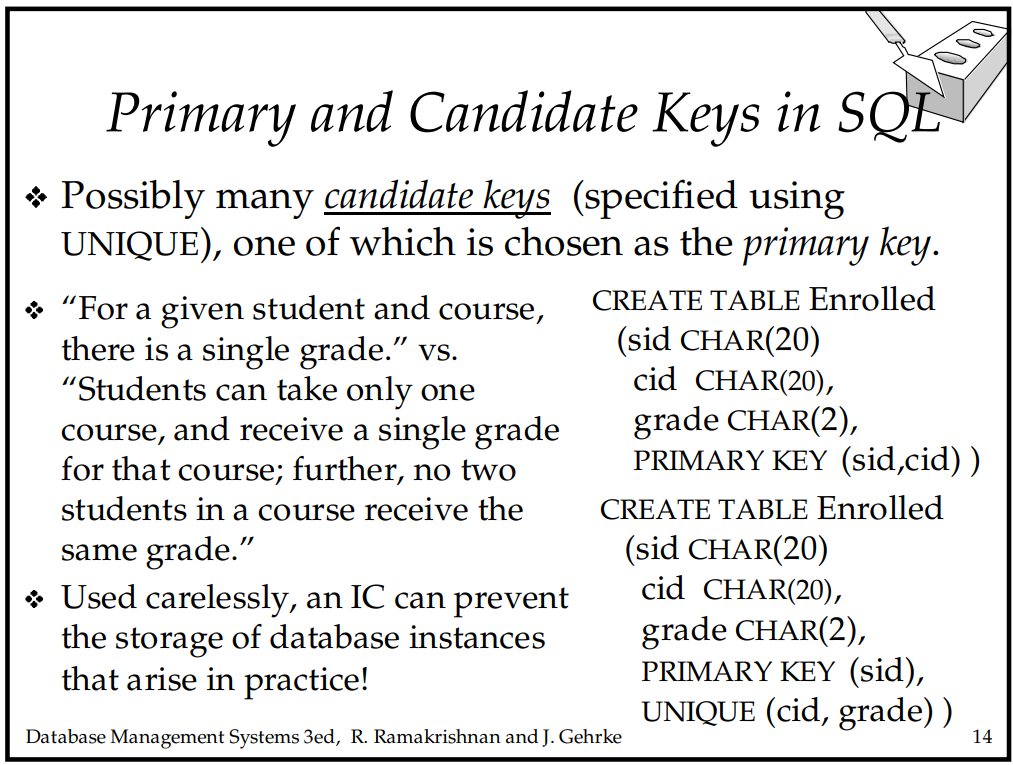 Primary and Candidate Keys in SQL
❖ Possibly many candidate keys (specified using
UNIQUE), one of which is chosen as the primary key.
❖ “For a given student and course,
there is a single grade.” vs.
“Students can take only one
course, and receive a single grade
for that course; further, no two
students in a course receive the
same grade.”
❖ Used carelessly, an IC can prevent
the storage of database instances
that arise in practice!
CREATE TABLE Enrolled
(sid CHAR(20)
cid CHAR(20),
grade CHAR(2),
PRIMARY KEY (sid,cid) )
CREATE TABLE Enrolled
(sid CHAR(20)
cid CHAR(20),
grade CHAR(2),
PRIMARY KEY (sid),
UNIQUE (cid, grade) )
Database Management Systems 3ed, R. Ramakrishnan and J. Gehrke
14